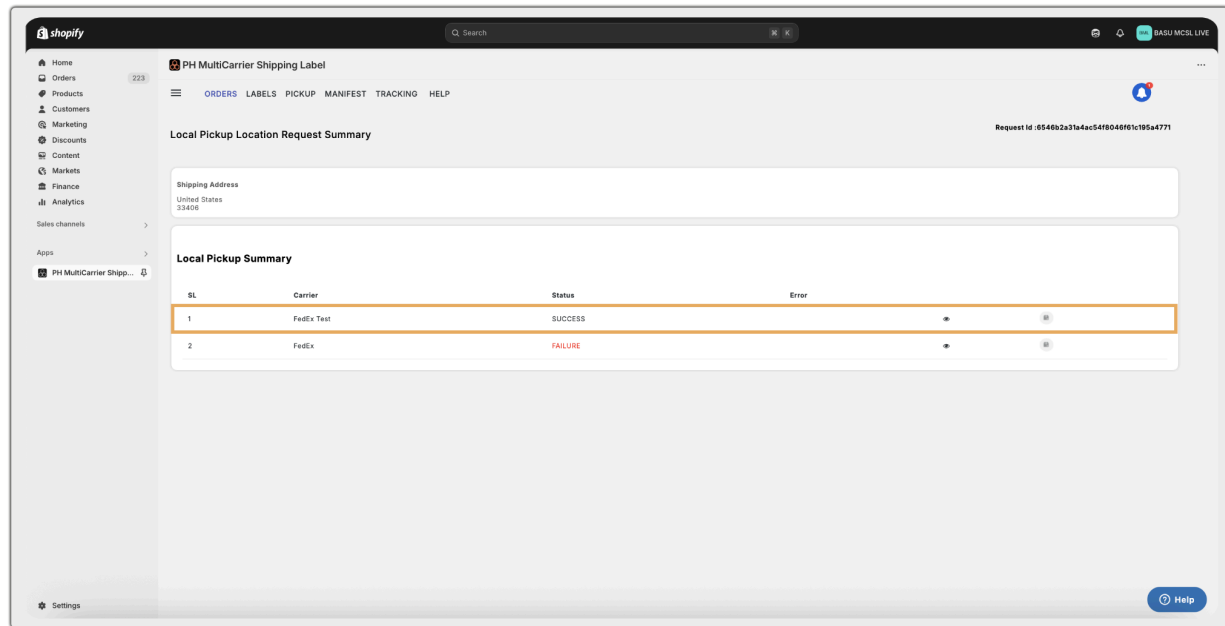 shopify
Search
⌘ K
BASU MCSL LIVE
Home
Orders 223
Products
Customers
Marketing
Discounts
Content
Markets
Finance
Analytics
Sales channels
Apps
PH MultiCarrier Shipp...
Settings
PH MultiCarrier Shipping Label
ORDERS LABELS PICKUP MANIFEST TRACKING HELP
Local Pickup Location Request Summary
Request Id :6546b2a31a4ac54f8046f61c195a4771
Shipping Address
United States
33406
Local Pickup Summary
SL Carrier Status Error
1 FedEx Test SUCCESS
2 FedEx FAILURE
Help